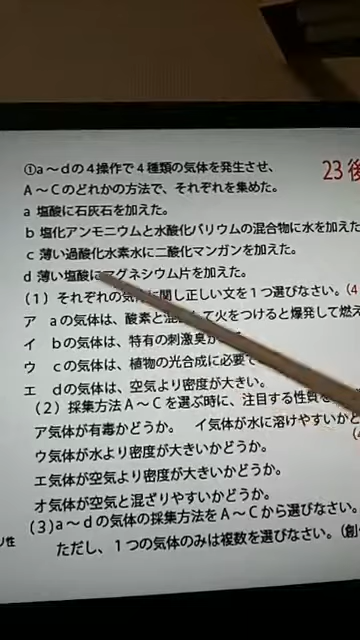 ①a～dの4操作で4種類の気体を発生させ、
23後
A～Cのどれかの方法で、それぞれを集めた。
a 塩酸に石灰石を加えた。
b 塩化アンモニウムと水酸化バリウムの混合物に水を加えた
c 薄い過酸化水素水に二酸化マンガンを加えた。
d 薄い塩酸にマグネシウム片を加えた。
(1) それぞれの気体に関し正しい文を1つ選びなさい。(4
ア aの気体は、酸素と混 して火をつけると爆発して燃え
イ bの気体は、特有の刺激臭が
ウ cの気体は、植物の光合成に必要で
エ dの気体は、空気より密度が大きい。
(2) 採集方法A～Cを選ぶ時に、注目する性質を
ア気体が有毒かどうか。 イ気体が水に溶けやすいかど
ウ気体が水より密度が大きいかどうか。
エ気体が空気より密度が大きいかどうか。
オ気体が空気と混ざりやすいかどうか。
(3)a～dの気体の採集方法をA～Cから選びなさい。
り性
ただし、1つの気体のみは複数を選びなさい。(創